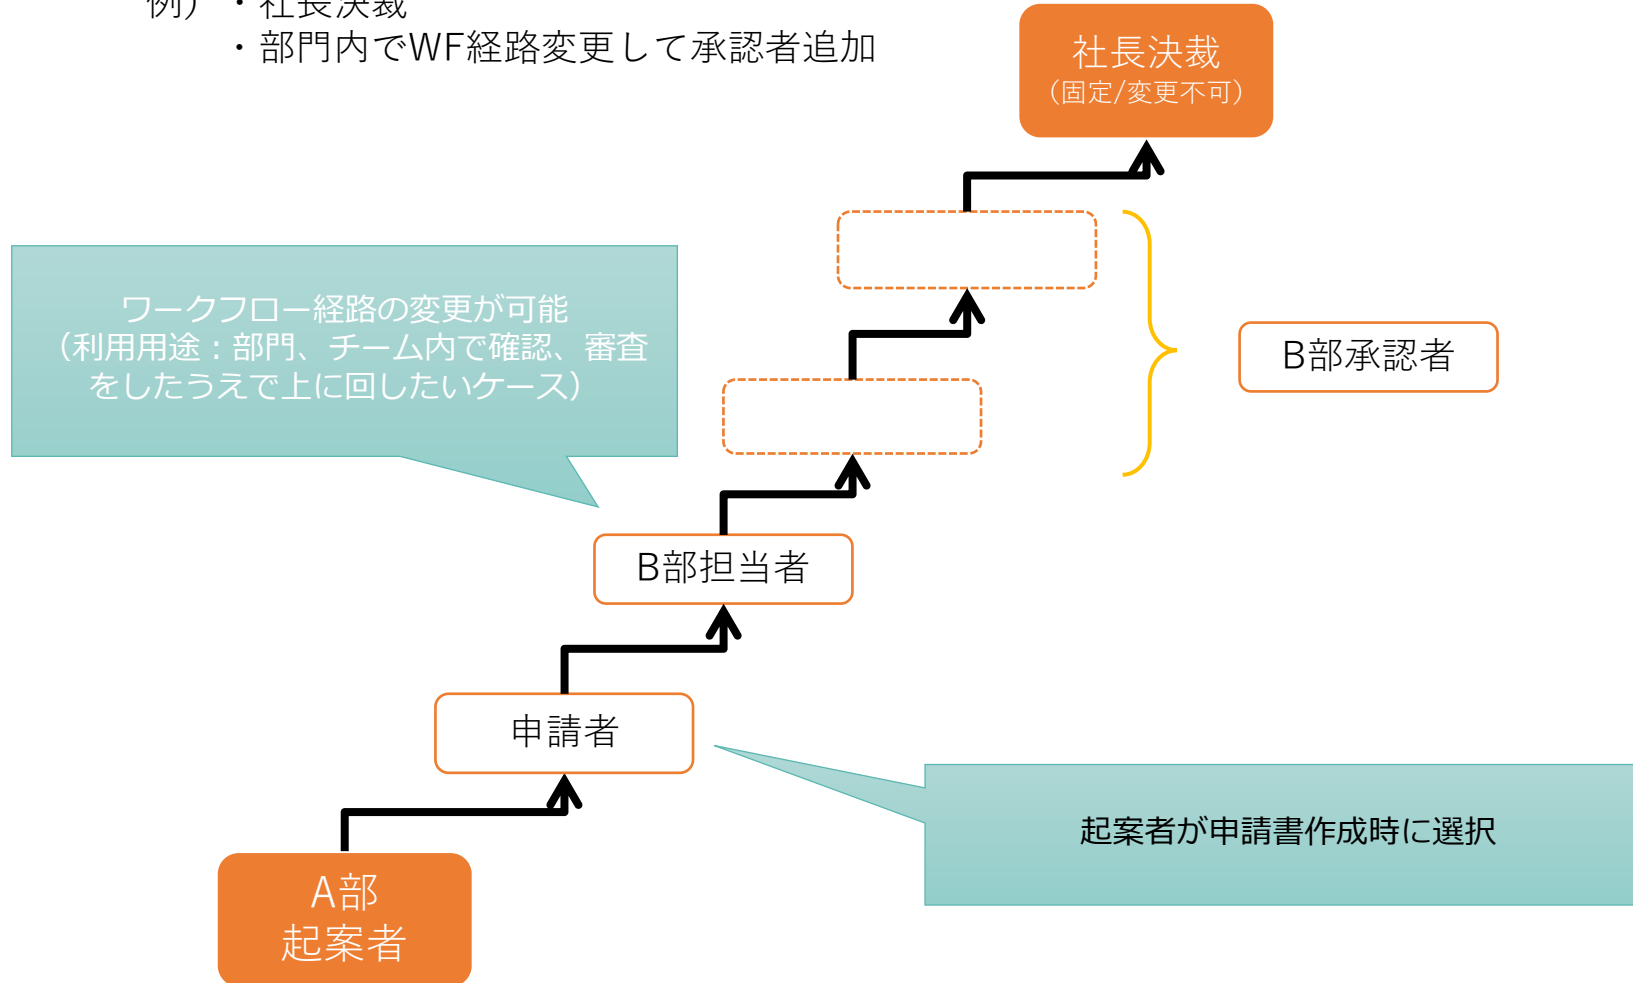 例）・社長決裁
・部門内でWF経路変更して承認者追加
社長決裁
（固定/変更不可）
ワークフロー経路の変更が可能
（利用用途：部門、チーム内で確認、審査
をしたうえで上に回したいケース）
B部承認者
B部担当者
申請者
起案者が申請書作成時に選択
A部
起案者